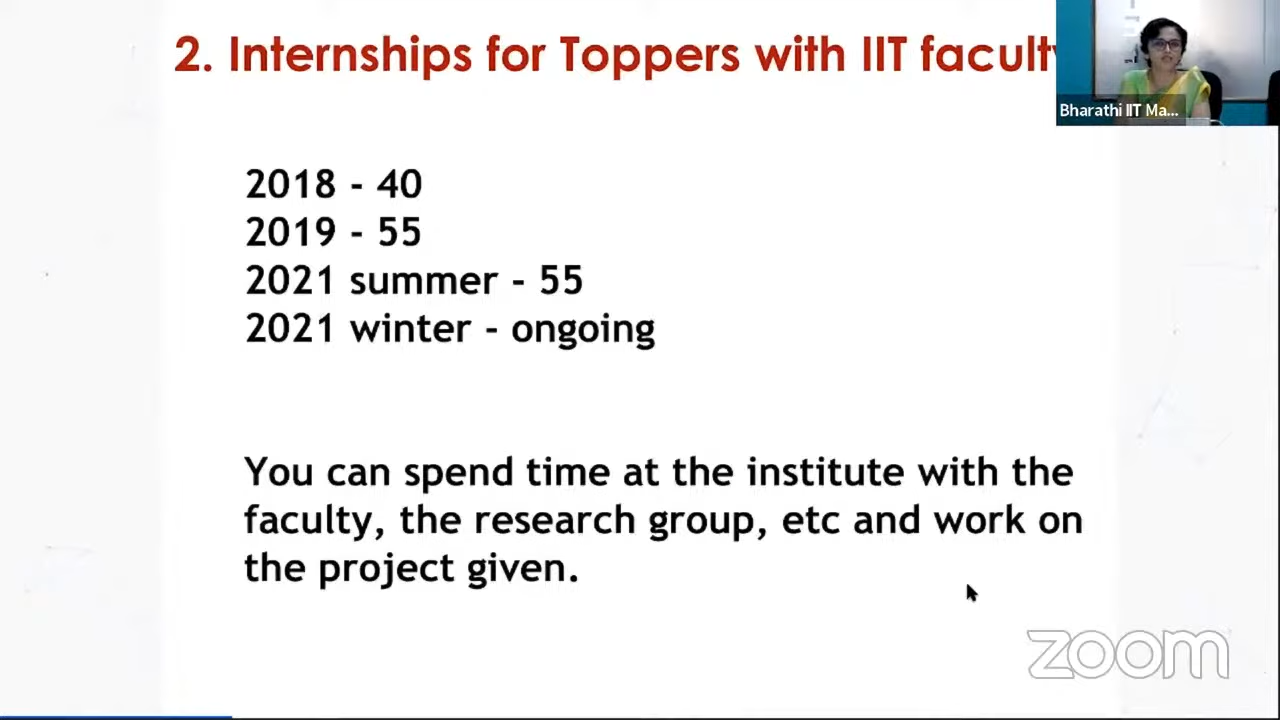 2. Internships for Toppers with IIT facult
Bharathi IIT Ma...
2018 - 40
2019 - 55
2021 summer - 55
2021 winter - ongoing
You can spend time at the institute with the
faculty, the research group, etc and work on
the project given.
zoom